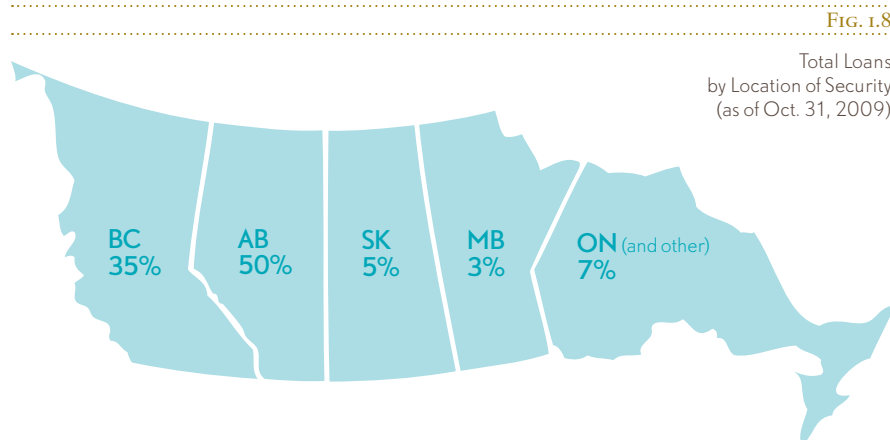 FIG. 1.8
Total Loans
by Location of Security
(as of Oct. 31, 2009)
BC
35%
AB
50%
SK
5%
MB
3%
ON (and other)
7%